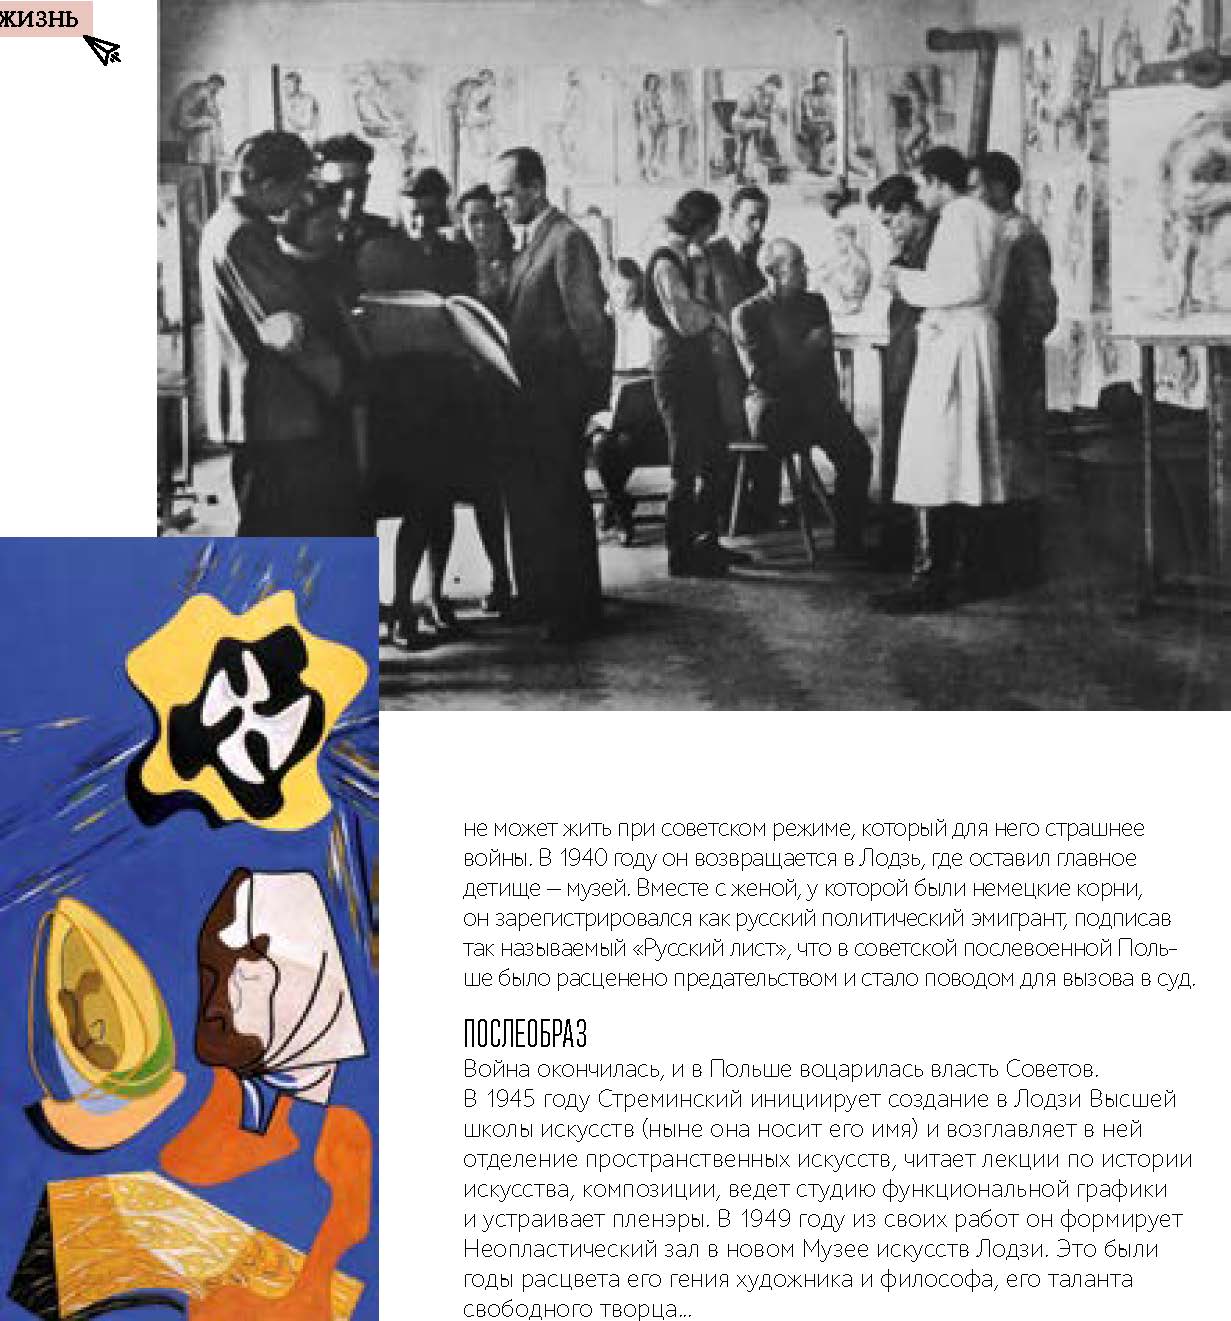 ЖИЗНЬ
не может жить при советском режиме, который для него страшнее
войны. В 1940 году он возвращается в Лодзь, где оставил главное
детище – музей. Вместе с женой, у которой были немецкие корни,
он зарегистрировался как русский политический эмигрант, подписав
так называемый «Русский лист», что в советской послевоенной Поль-
ше было расценено предательством и стало поводом для вызова в суд.
ПОСЛЕОБРАЗ
Война окончилась, и в Польше воцарилась власть Советов.
В 1945 году Стреминский инициирует создание в Лодзи Высшей
школы искусств (ныне она носит его имя) и возглавляет в ней
отделение пространственных искусств, читает лекции по истории
искусства, композиции, ведет студию функциональной графики
и устраивает пленэры. В 1949 году из своих работ он формирует
Неопластический зал в новом Музее искусств Лодзи. Это были
годы расцвета его гения художника и философа, его таланта
свободного творца...